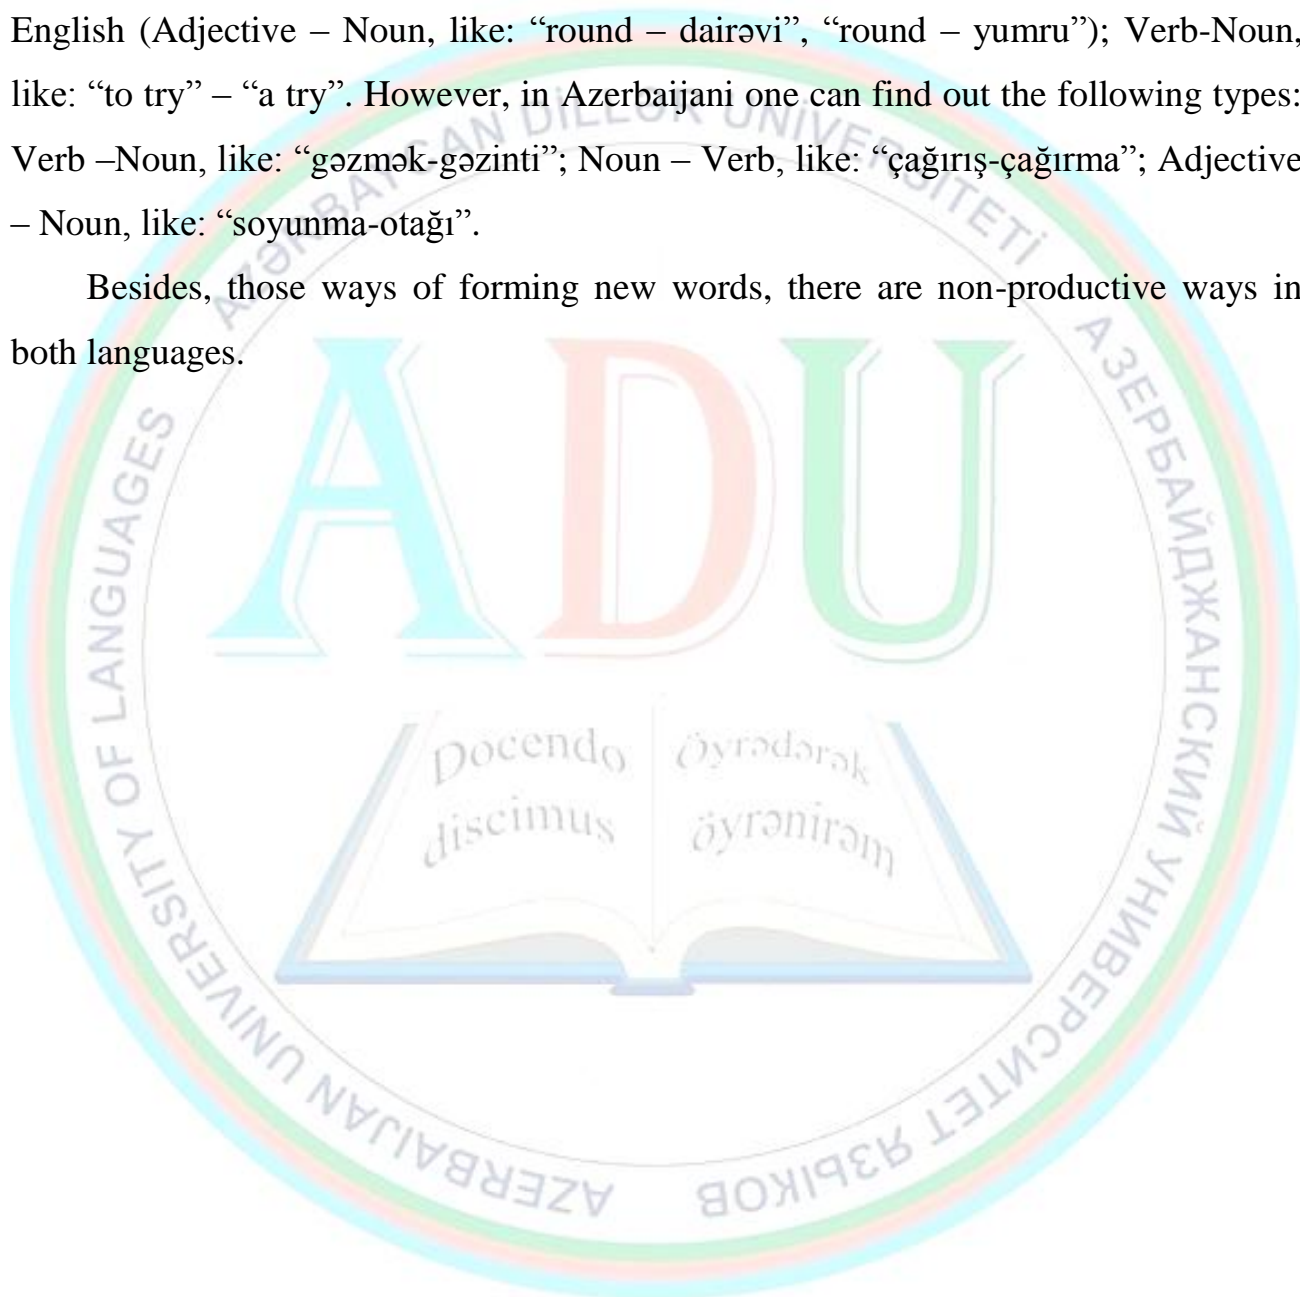 English (Adjective – Noun, like: “round – dairəvi”, “round – yumru”); Verb-Noun,
like: “to try” – “a try”. However, in Azerbaijani one can find out the following types:
Verb –Noun, like: “gəzmək-gəzinti”; Noun – Verb, like: “çağırış-çağırma”; Adjective
– Noun, like: “soyunma-otağı”.
Besides, those ways of forming new words, there are non-productive ways in
both languages.
AZƏRBAYCAN DİLLƏR UNİVERSİTETİ
АЗЕРБАЙДЖАНСКИЙ УНИВЕРСИТЕТ ЯЗЫКОВ
AZERBAIJAN UNIVERSITY OF LANGUAGES
ADU
Docendo
discimus
Öyrədərək
öyrənirəm